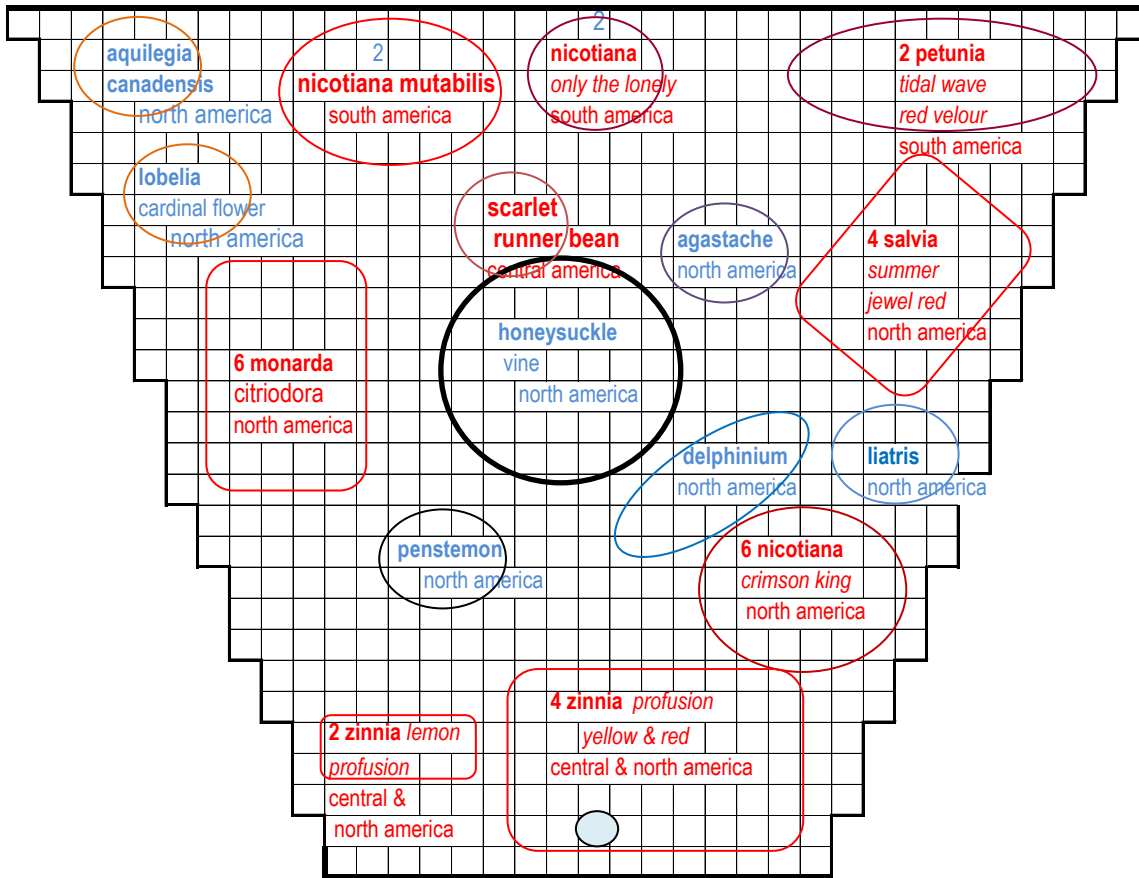 aquilegia
canadensis
north america
2
nicotiana mutabilis
south america
2
nicotiana
only the lonely
south america
2 petunia
tidal wave
red velour
south america
lobelia
cardinal flower
north america
scarlet
runner bean
central america
agastache
north america
4 salvia
summer
jewel red
north america
6 monarda
citriodora
north america
honeysuckle
vine
north america
delphinium
north america
liatris
north america
penstemon
north america
6 nicotiana
crimson king
north america
2 zinnia lemon
profusion
central &
north america
4 zinnia profusion
yellow & red
central & north america